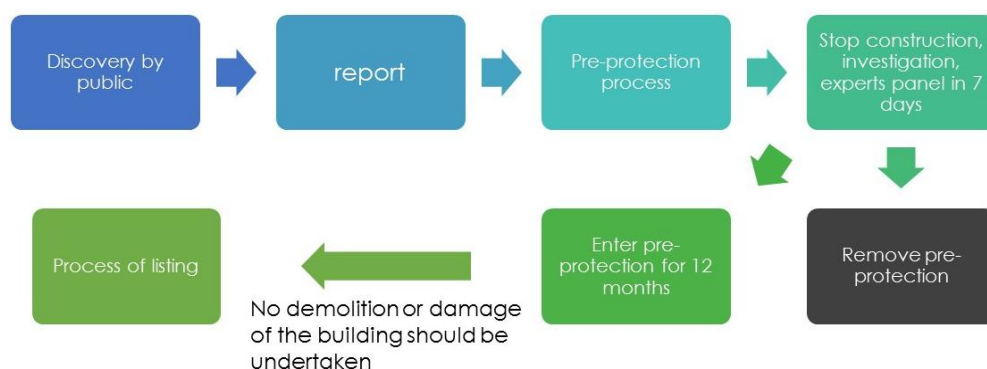 Discovery by
public
report
Pre-protection
process
Stop construction,
investigation,
experts panel in 7
days
Process of listing
No demolition or damage
of the building should be
undertaken
Enter pre-
protection for 12
months
Remove pre-
protection